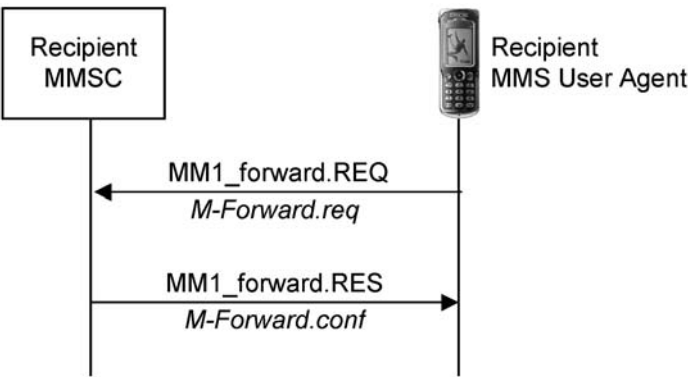 Recipient
MMSC
Recipient
MMS User Agent
MM1_forward.REQ
M-Forward.req
MM1_forward.RES
M-Forward.conf